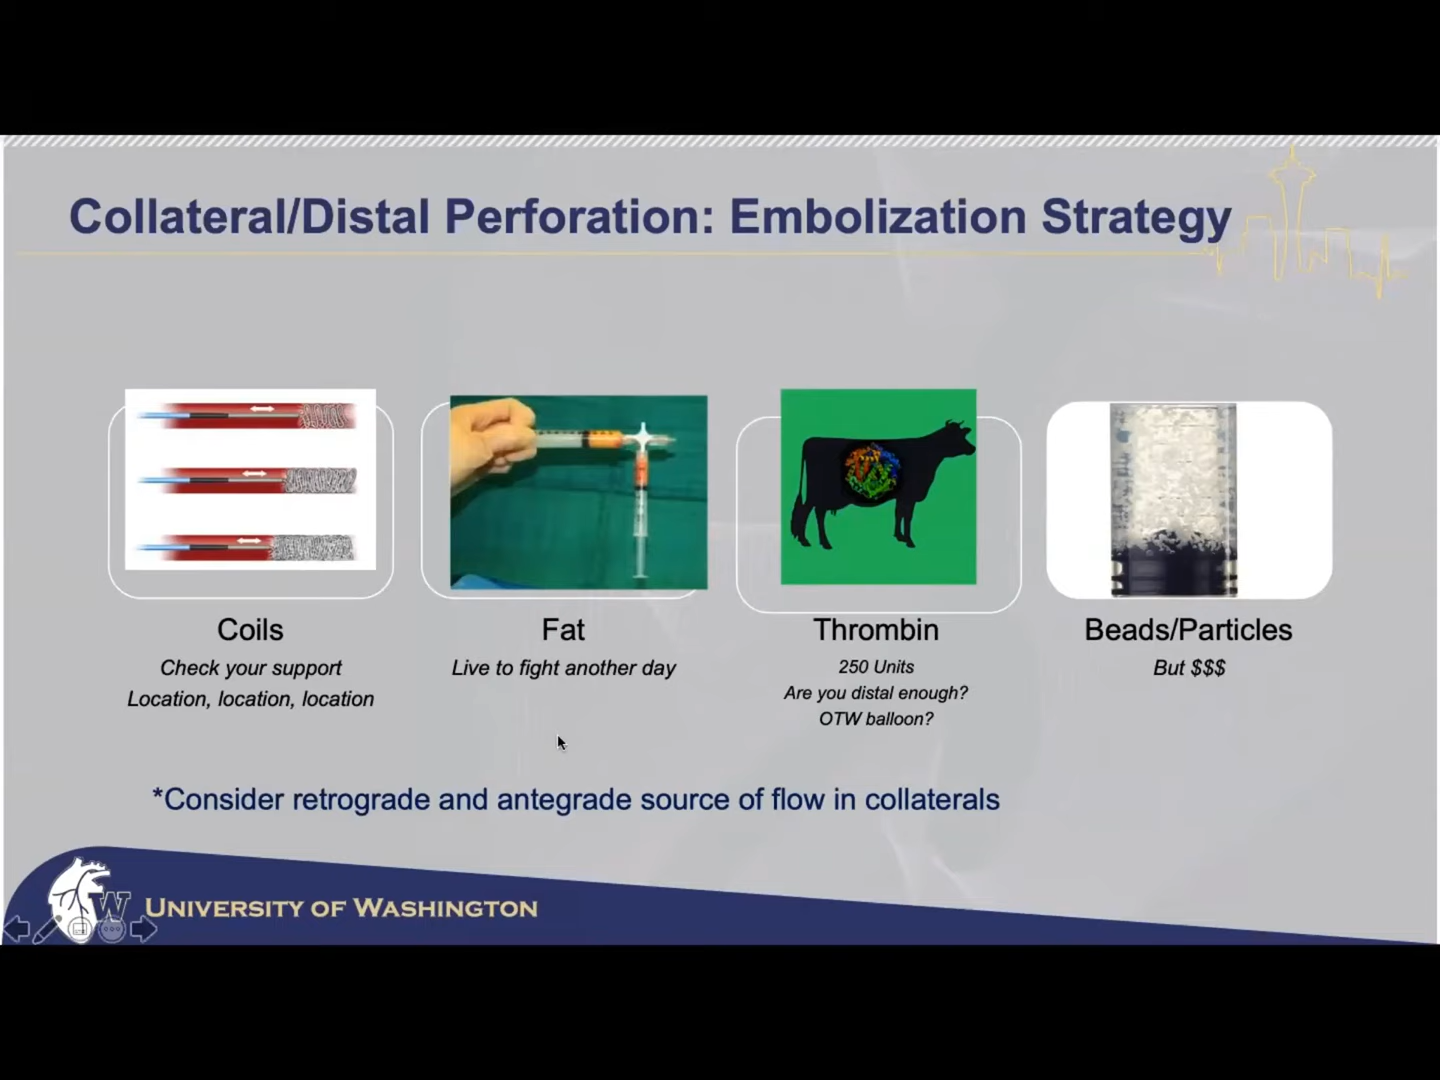 Collateral/Distal Perforation: Embolization Strategy
Coils
Check your support
Location, location, location
Fat
Live to fight another day
Thrombin
250 Units
Are you distal enough?
OTW balloon?
Beads/Particles
But $$$
*Consider retrograde and antegrade source of flow in collaterals
W
UNIVERSITY OF WASHINGTON